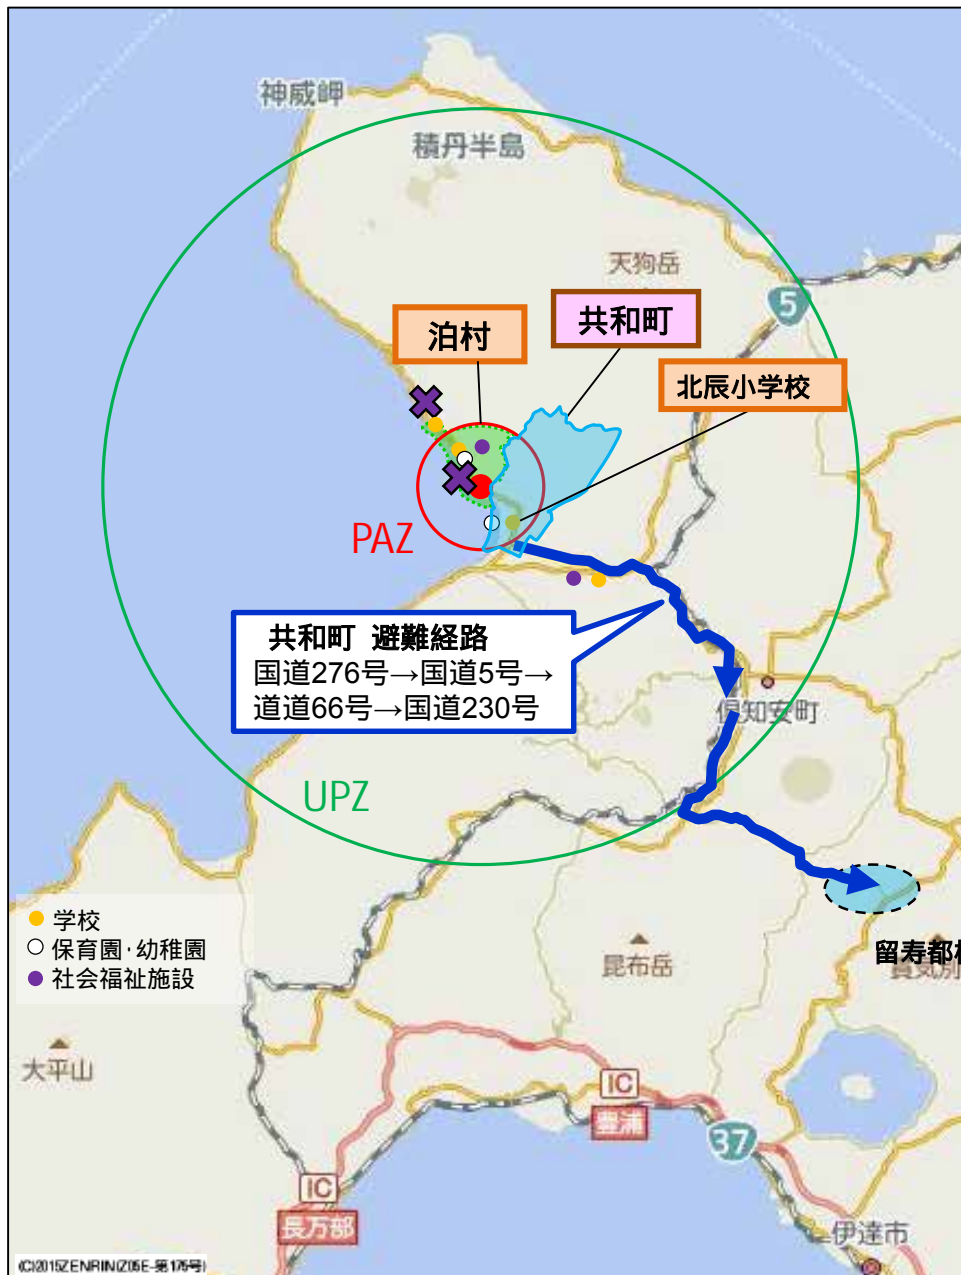 神威岬
積丹半島
天狗岳
5
共和町
泊村
北辰小学校
PAZ
共和町 避難経路
国道276号→国道5号→
道道66号→国道230号
倶知安町
UPZ
学校
保育園・幼稚園
社会福祉施設
留寿都
昆布岳
貫気別
大平山
IC
豊浦
37
IC
長万部
伊達市
(C)2015ZENRIN(Z05E-第175号)